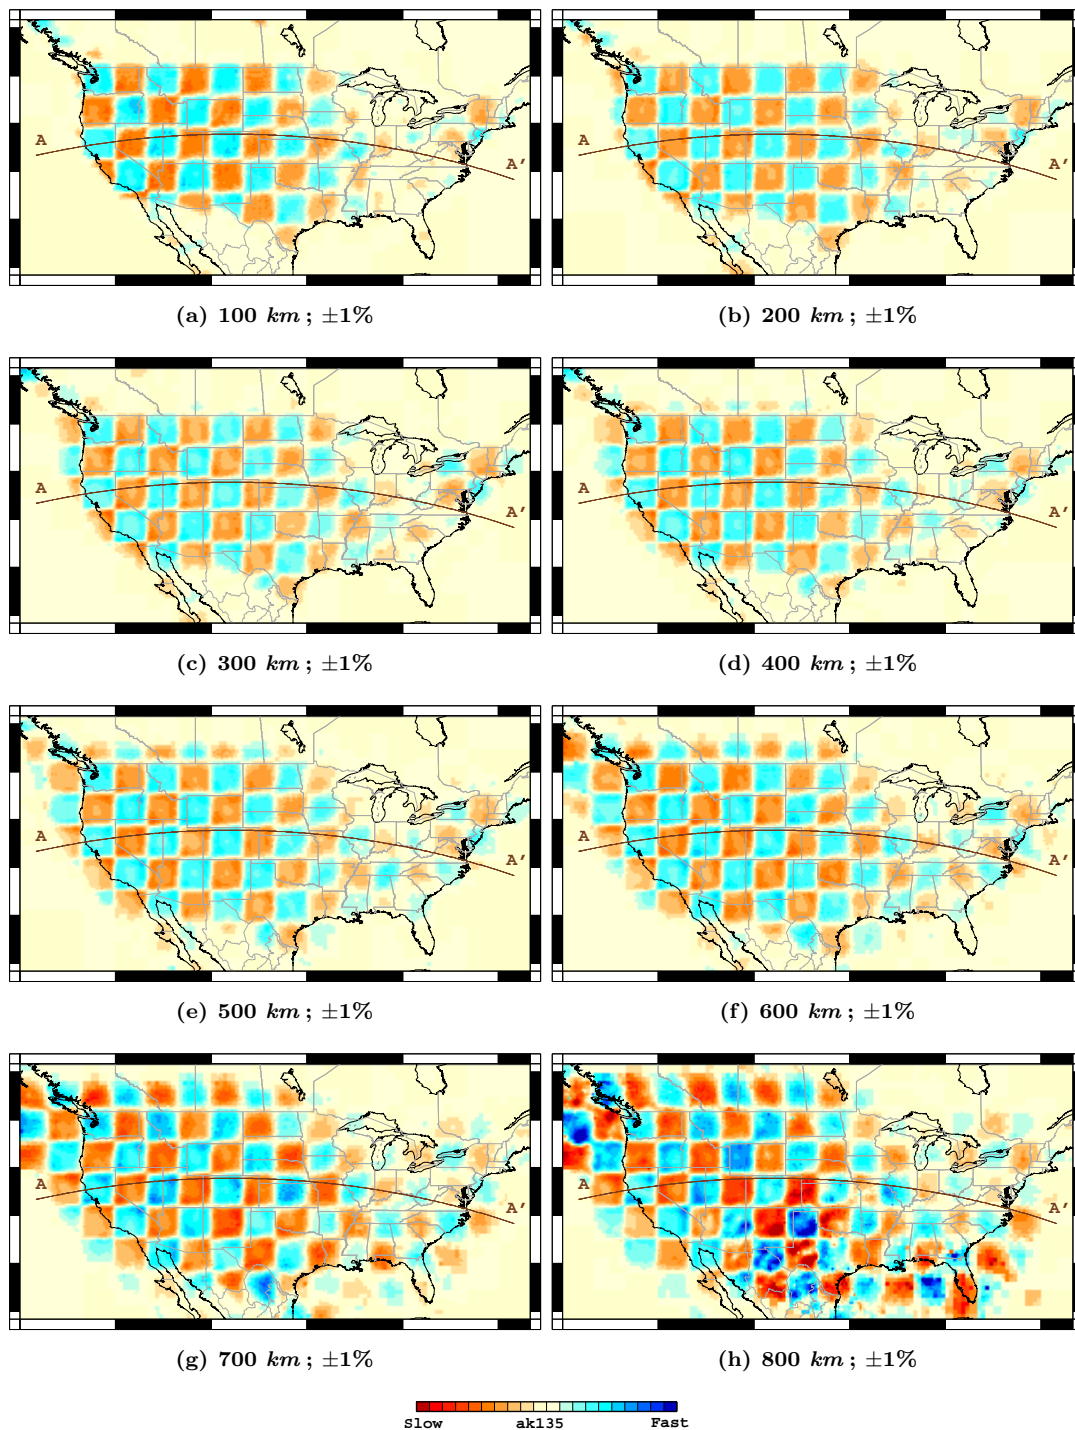 A A' A A'
(a) 100 km; ±1% (b) 200 km; ±1%
A A' A A'
(c) 300 km; ±1% (d) 400 km; ±1%
A A' A A'
(e) 500 km; ±1% (f) 600 km; ±1%
A A' A A'
(g) 700 km; ±1% (h) 800 km; ±1%
Slow ak135 Fast